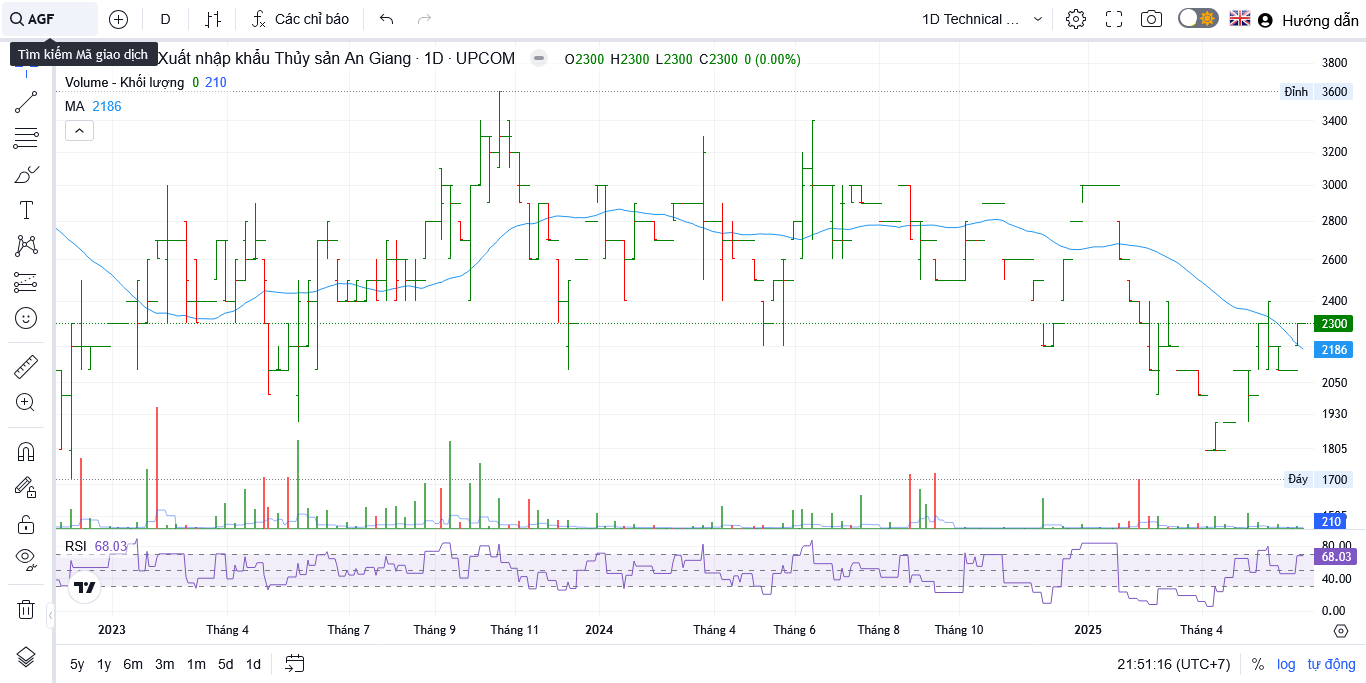 AGF D Các chỉ báo 1D Technical ... Hướng dẫn
Tìm kiếm Mã giao dịch
Xuất nhập khẩu Thủy sản An Giang · 1D · UPCOM O2300 H2300 L2300 C2300 0 (0.00%)
Volume - Khối lượng 0 210
MA 2186
3800
Đỉnh 3600
3400
3200
3000
2800
2600
2400
2300
2186
2050
1930
1805
Đáy 1700
210
RSI 68.03
80.00
68.03
40.00
0.00
2023 Tháng 4 Tháng 7 Tháng 9 Tháng 11 2024 Tháng 4 Tháng 6 Tháng 8 Tháng 10 2025 Tháng 4
5y 1y 6m 3m 1m 5d 1d 21:51:16 (UTC+7) % log tự động